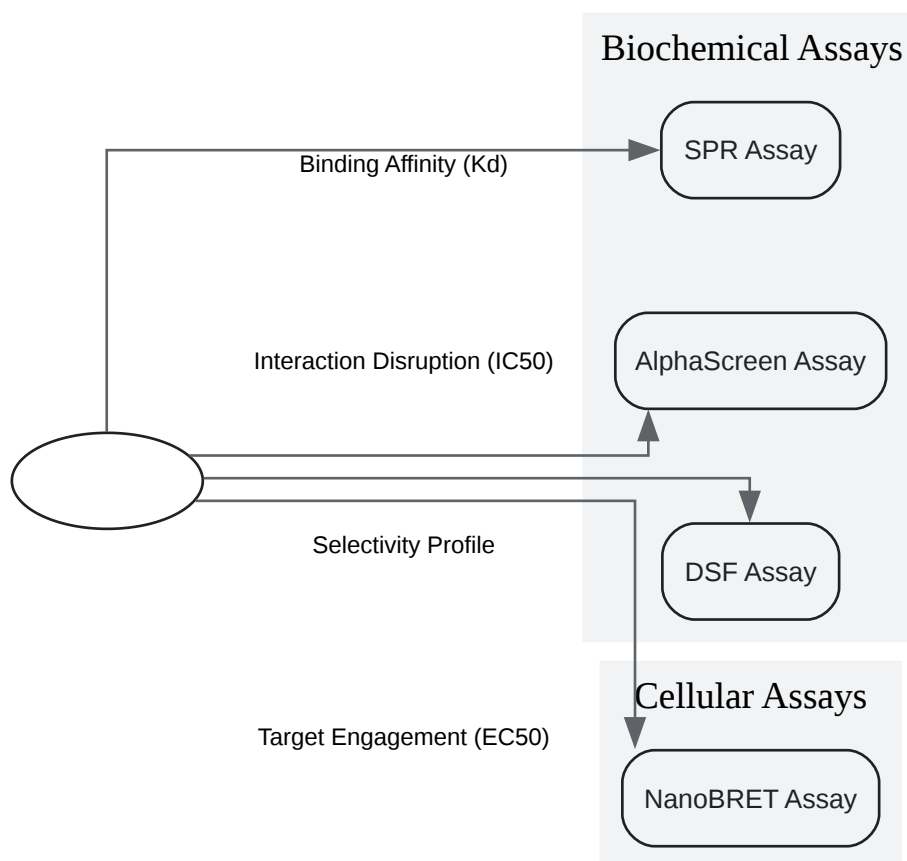 Biochemical Assays
SPR Assay
Binding Affinity (Kd)
Interaction Disruption (IC50)
AlphaScreen Assay
Selectivity Profile
DSF Assay
Cellular Assays
Target Engagement (EC50)
NanoBRET Assay